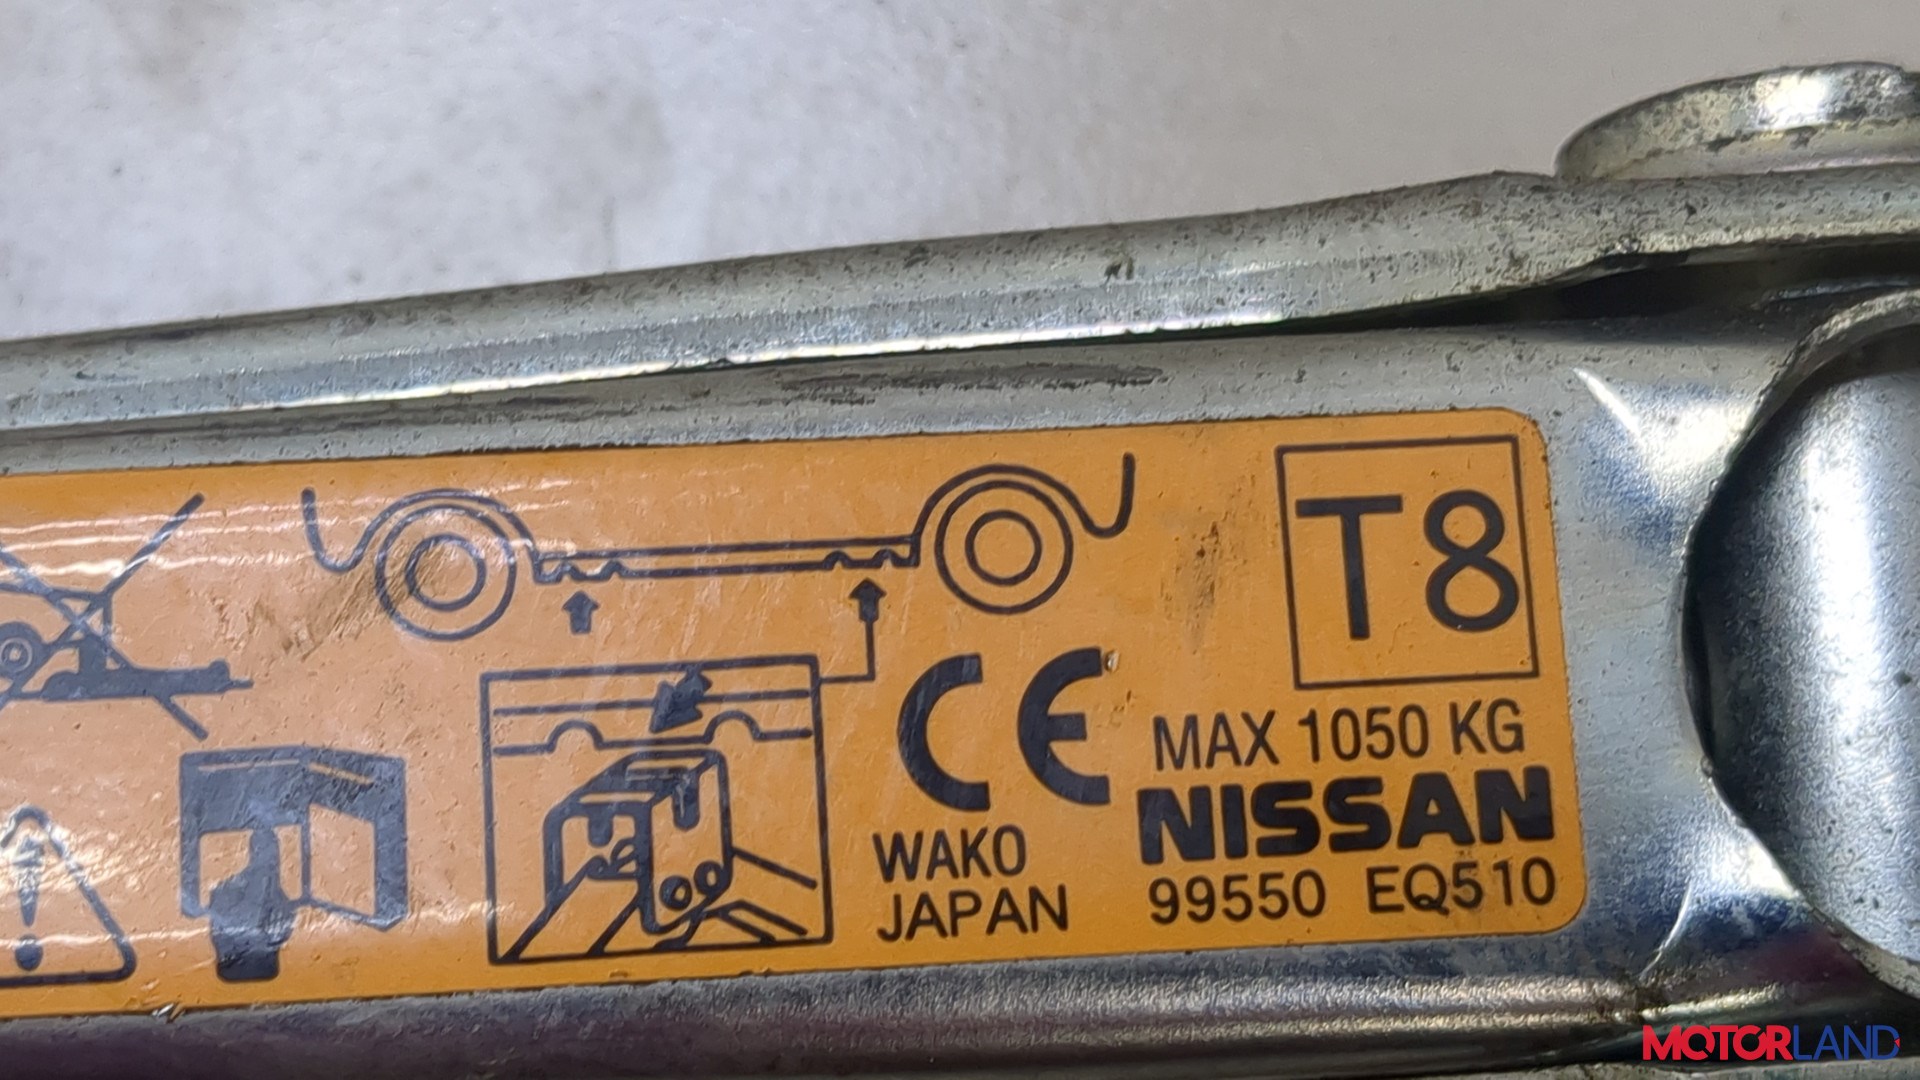 T8
CE
MAX 1050 KG
NISSAN
WAKO
JAPAN
99550 EQ510
MOTORLAND